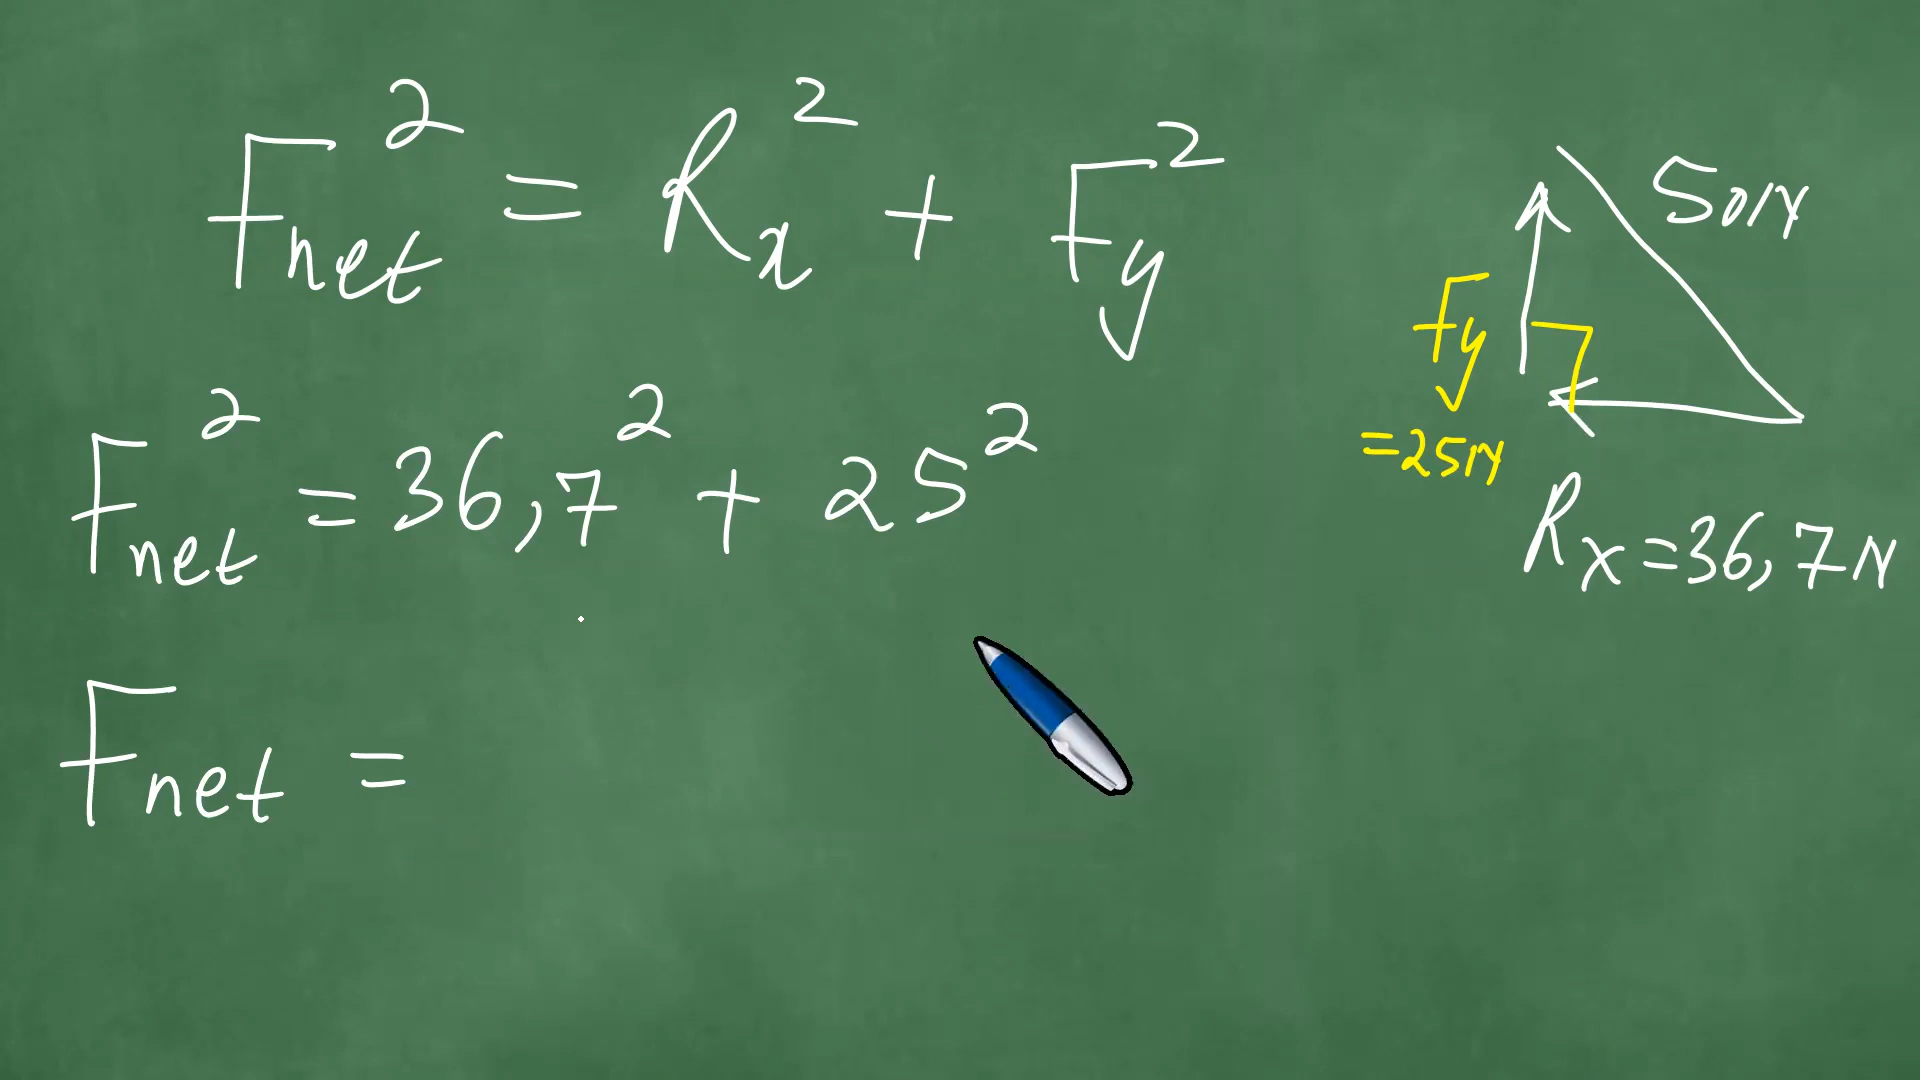 Fnet² = Rx² + Fy²
Fnet² = 36,7² + 25²
Fnet =
50N
Fy
=25N
Rx=36,7N